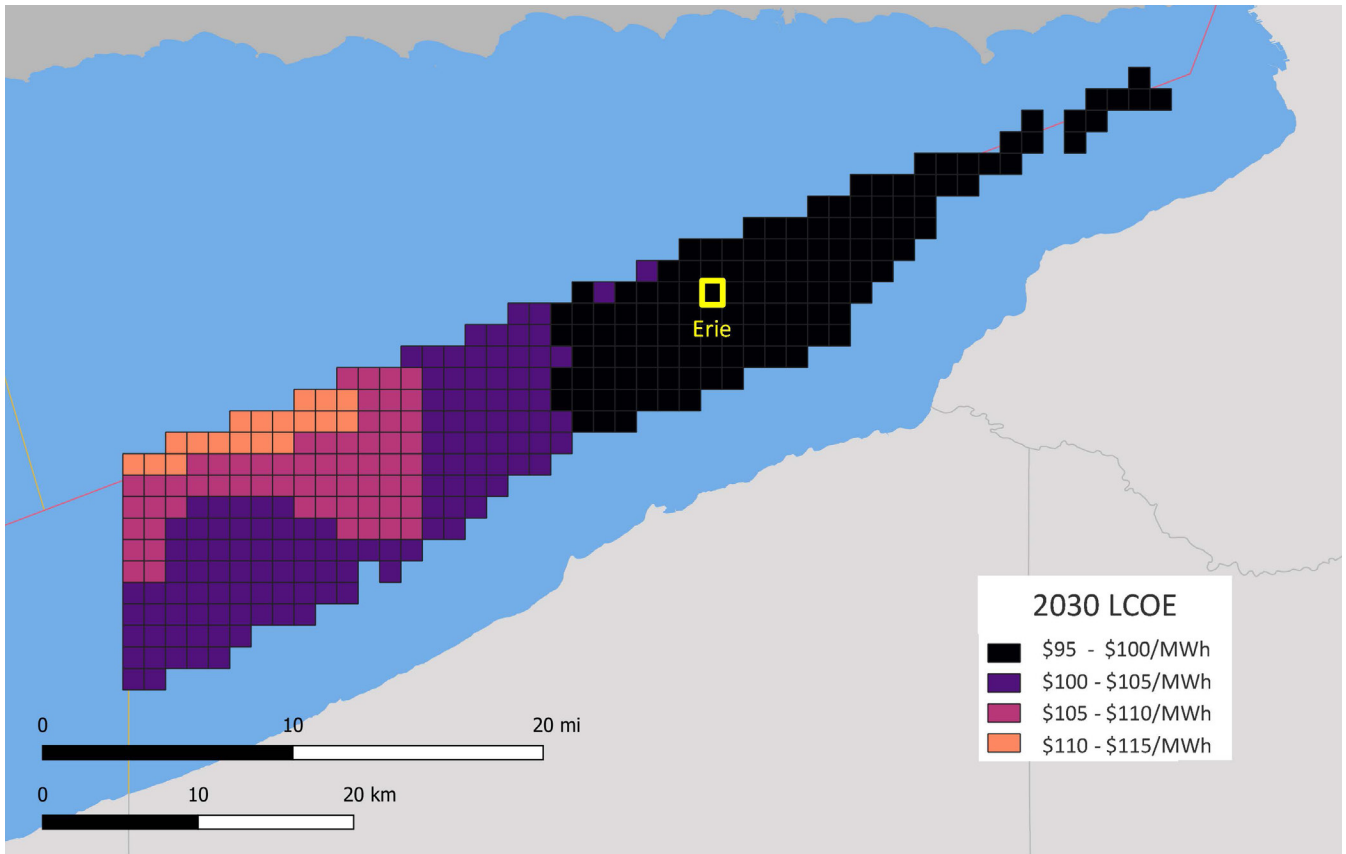 Erie
2030 LCOE
$95 - $100/MWh
$100 - $105/MWh
$105 - $110/MWh
$110 - $115/MWh
0 10 20 mi
0 10 20 km